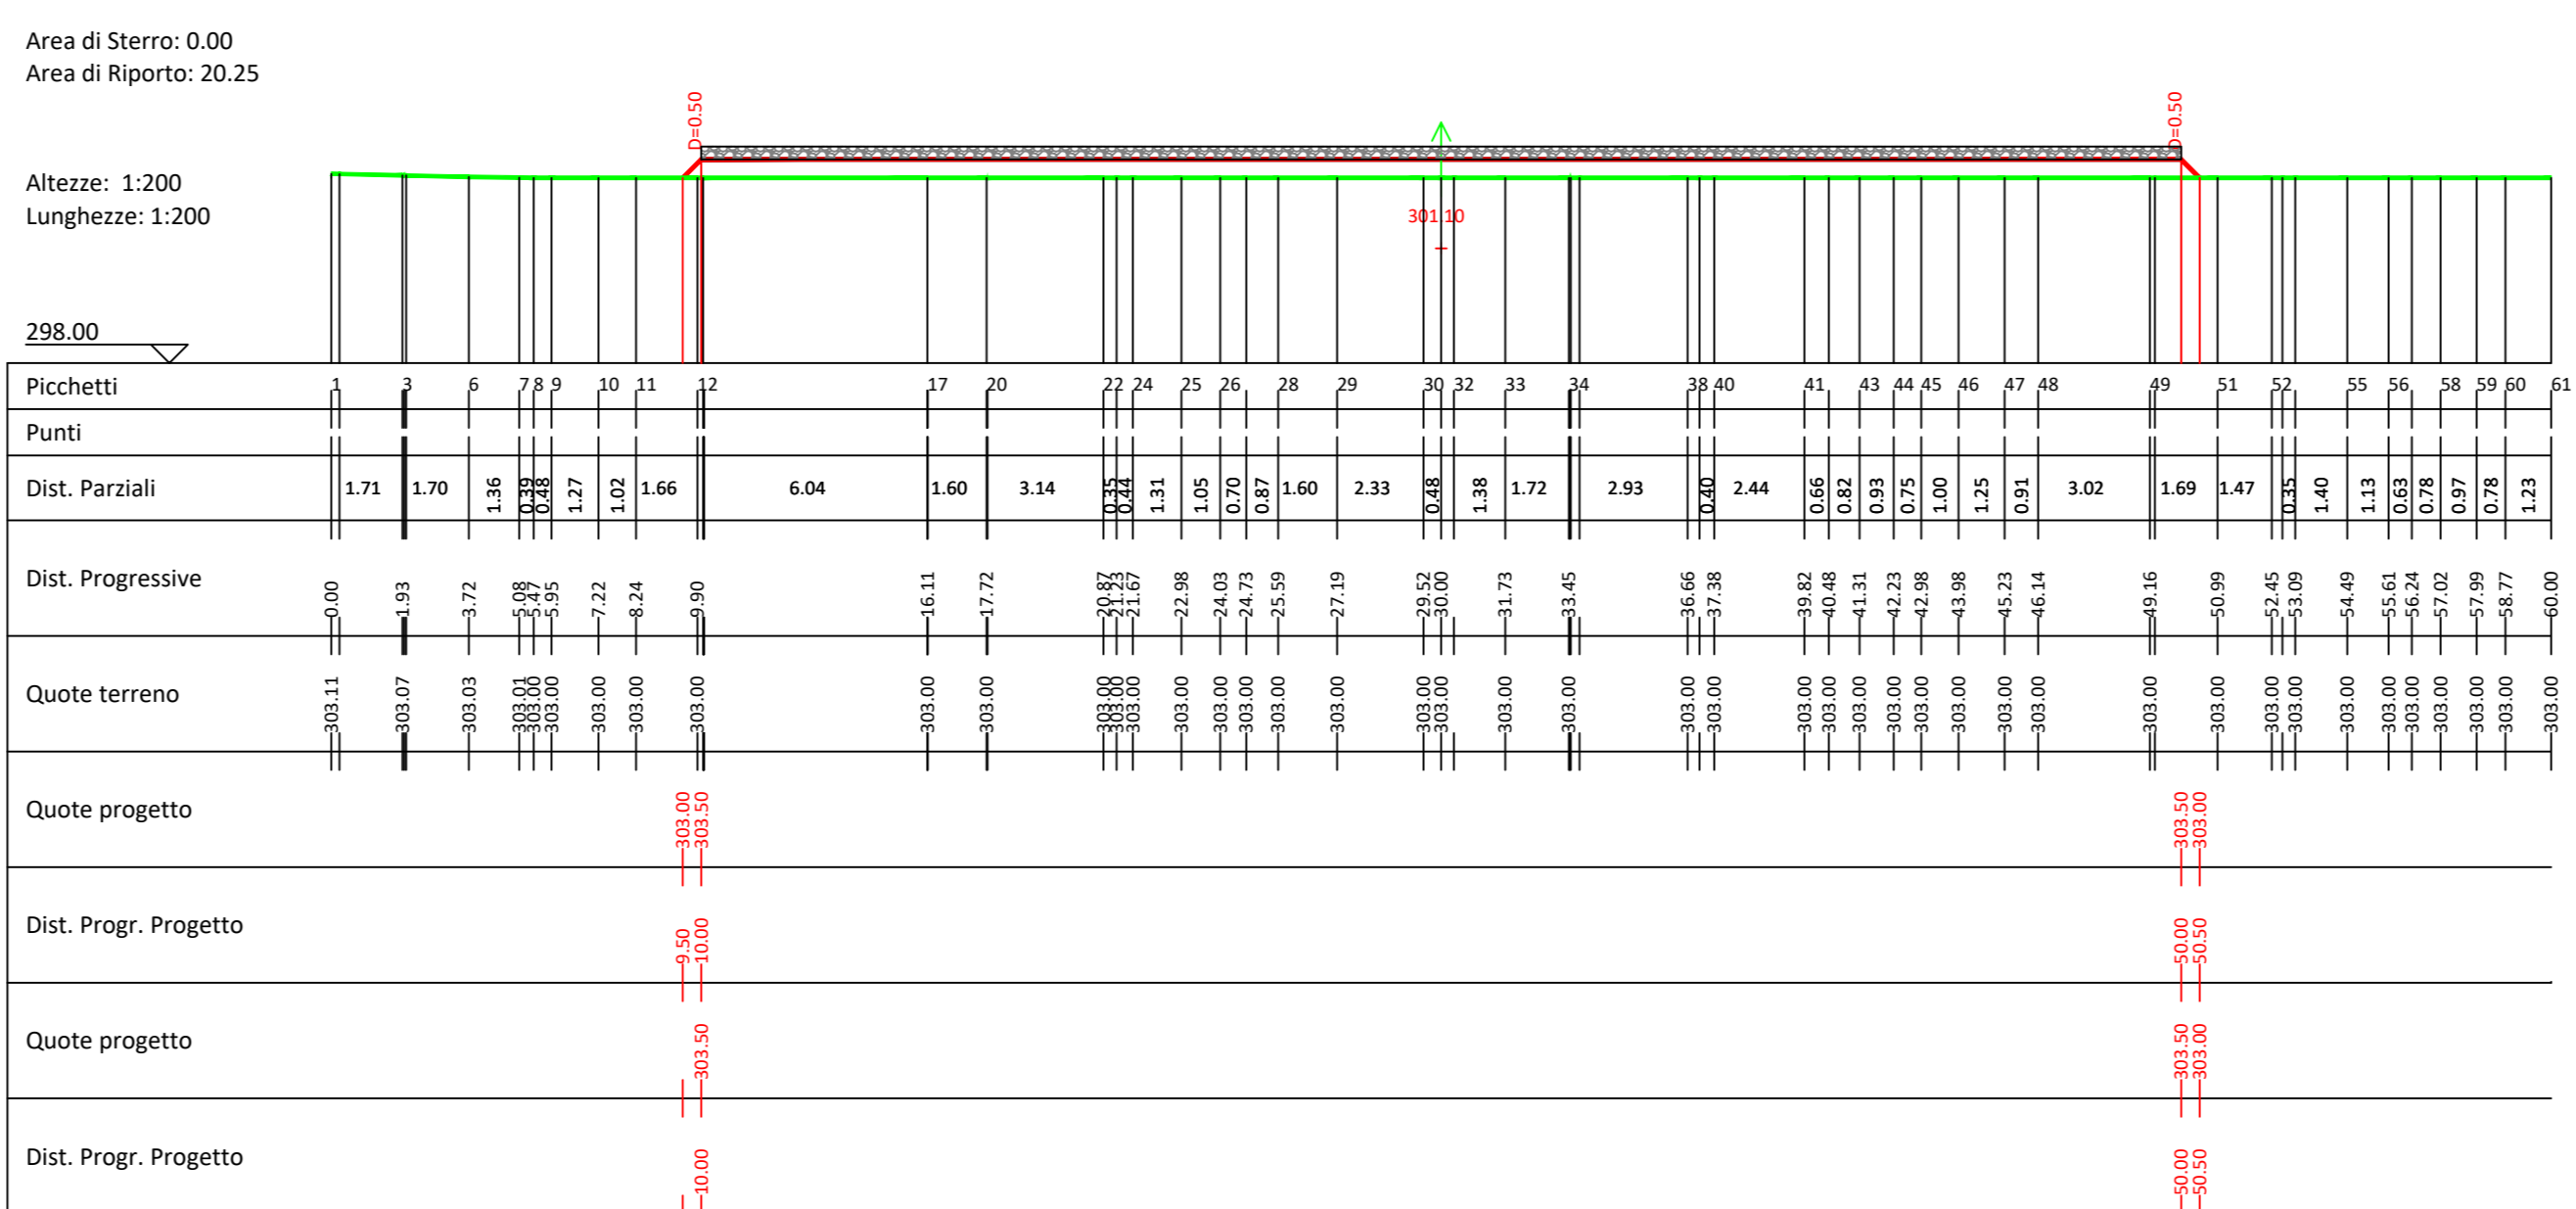 Area di Sterro: 0.00
Area di Riporto: 20.25
D=0.50 D=0.50
Altezze: 1:200
Lunghezze: 1:200
301.10
298.00
Picchetti 1 3 6 7 8 9 10 11 12 17 20 22 24 25 26 28 29 30 32 33 34 38 40 41 43 44 45 46 47 48 49 51 52 55 56 58 59 60 61
Punti
Dist. Parziali 1.71 1.70 1.36 0.39 0.48 1.27 1.02 1.66 6.04 1.60 3.14 0.35 0.44 1.31 1.05 0.70 0.87 1.60 2.33 0.48 1.38 1.72 2.93 0.40 2.44 0.66 0.82 0.93 0.75 1.00 1.25 0.91 3.02 1.69 1.47 0.35 1.40 1.13 0.63 0.78 0.97 0.78 1.23
Dist. Progressive 0.00 1.93 3.72 5.08 5.47 5.95 7.22 8.24 9.90 16.11 17.72 20.87 21.23 21.67 22.98 24.03 24.73 25.59 27.19 29.52 30.00 31.73 33.45 36.66 37.38 39.82 40.48 41.31 42.23 42.98 43.98 45.23 46.14 49.16 50.99 52.45 53.09 54.49 55.61 56.24 57.02 57.99 58.77 60.00
Quote terreno 303.11 303.07 303.03 303.01 303.00 303.00 303.00 303.00 303.00 303.00 303.00 303.00 303.00 303.00 303.00 303.00 303.00 303.00 303.00 303.00 303.00 303.00 303.00 303.00 303.00 303.00 303.00 303.00 303.00 303.00 303.00 303.00 303.00 303.00 303.00 303.00 303.00 303.00 303.00 303.00 303.00 303.00 303.00 303.00
Quote progetto 303.00 303.50 303.50 303.00
Dist. Progr. Progetto 9.50 10.00 50.00 50.50
Quote progetto 303.50 303.50 303.00
Dist. Progr. Progetto 10.00 50.00 50.50